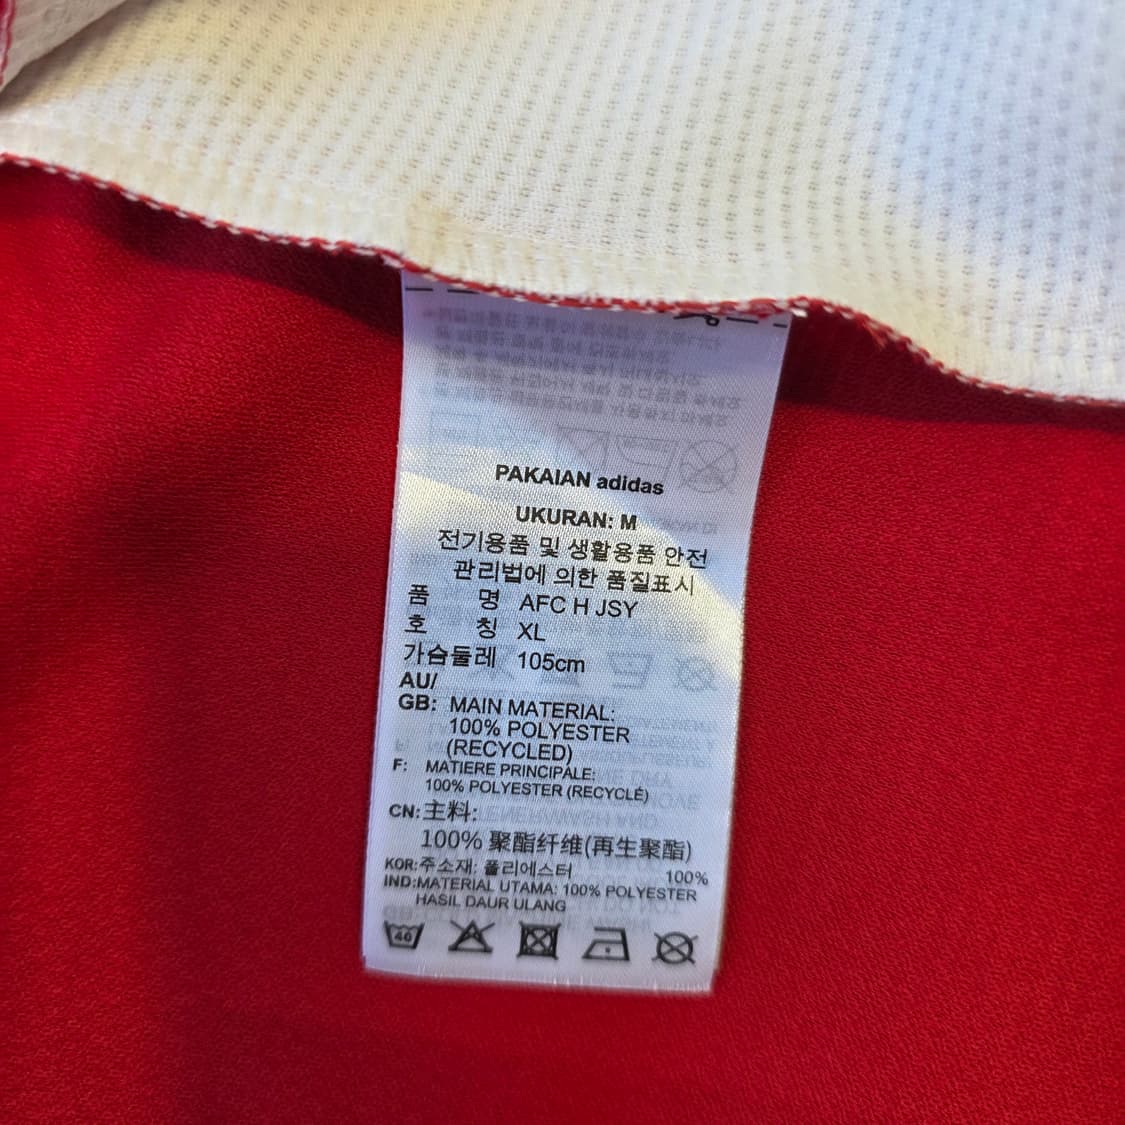 PAKAIAN adidas
UKURAN: M
전기용품 및 생활용품 안전
관리법에 의한 품질표시
품 명 AFC H JSY
호 칭 XL
가슴둘레 105cm
AU/
GB: MAIN MATERIAL:
100% POLYESTER
(RECYCLED)
F: MATIERE PRINCIPALE:
100% POLYESTER (RECYCLÉ)
CN: 主料:
100% 聚酯纤维(再生聚酯)
KOR: 주소재: 폴리에스터 100%
IND: MATERIAL UTAMA: 100% POLYESTER
HASIL DAUR ULANG
40